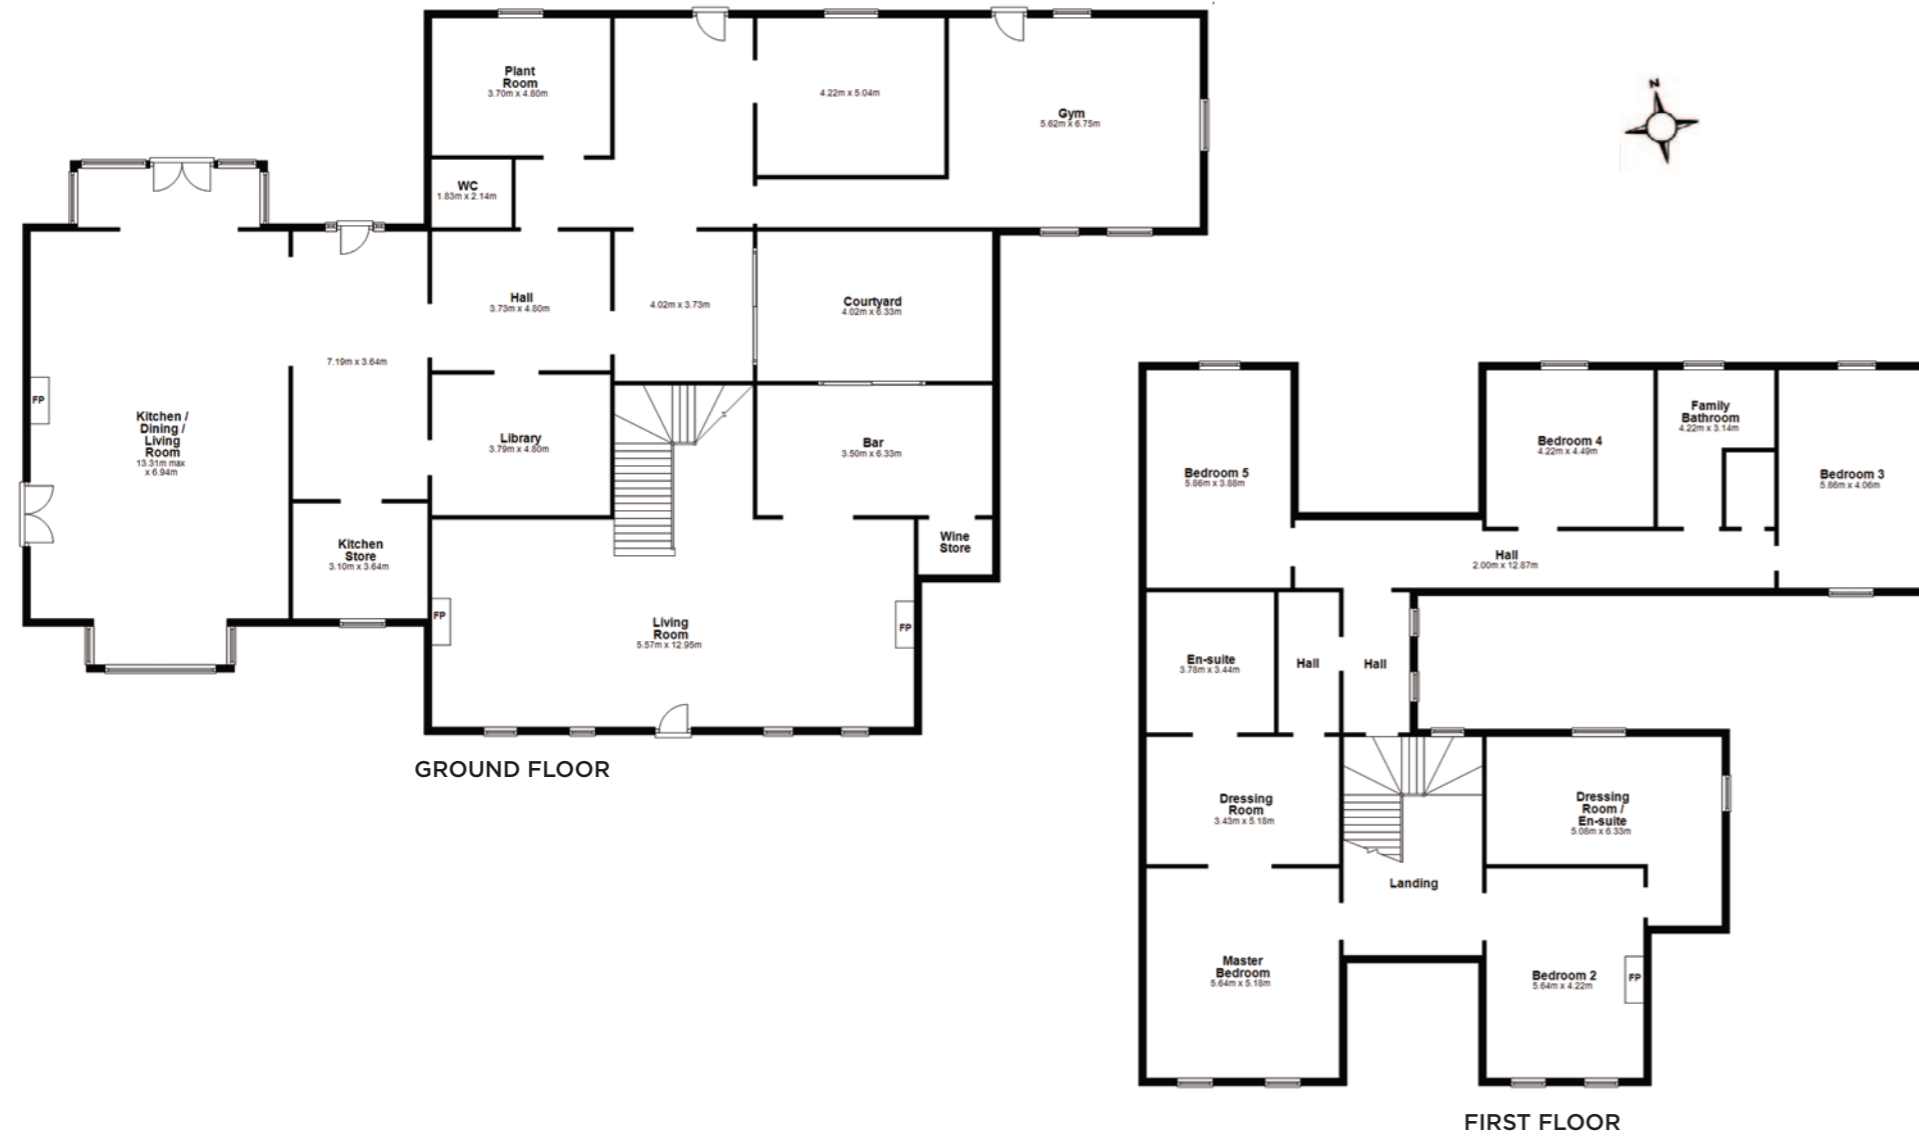 Plant
Room
3.70m x 4.80m
4.22m x 5.04m
Gym
5.62m x 6.75m
N
WC
1.83m x 2.14m
Hall
3.73m x 4.80m
4.02m x 3.73m
Courtyard
4.02m x 6.33m
7.19m x 3.64m
FP
Kitchen /
Dining /
Living
Room
13.31m max
x 6.94m
Library
3.79m x 4.80m
Bar
3.50m x 6.33m
Kitchen
Store
3.10m x 3.64m
Wine
Store
FP
Living
Room
5.57m x 12.95m
FP
GROUND FLOOR
Bedroom 5
5.86m x 3.88m
Bedroom 4
4.22m x 4.49m
Family
Bathroom
4.22m x 3.14m
Bedroom 3
5.86m x 4.06m
Hall
2.00m x 12.87m
En-suite
3.78m x 3.44m
Hall
Hall
Dressing
Room
3.43m x 5.18m
Dressing
Room /
En-suite
5.08m x 6.33m
Landing
Master
Bedroom
5.64m x 5.18m
Bedroom 2
5.64m x 4.22m
FP
FIRST FLOOR